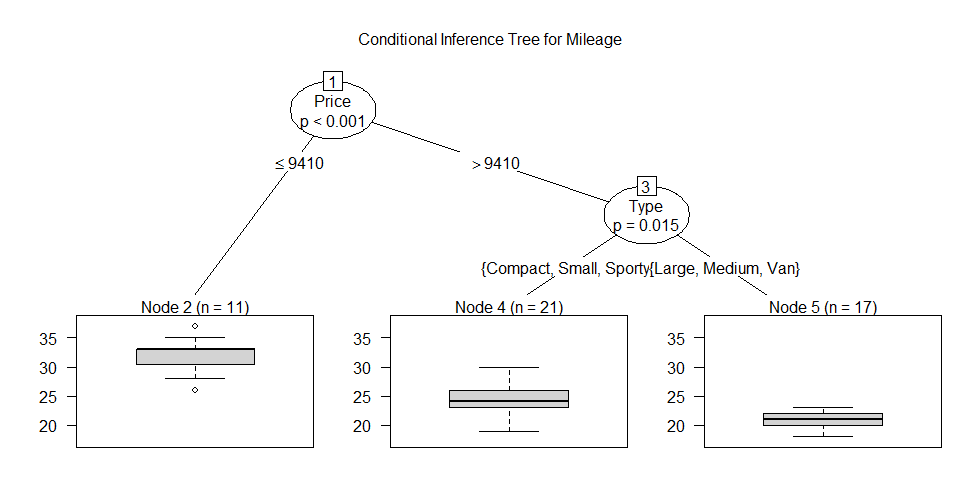 Conditional Inference Tree for Mileage
1
Price
p < 0.001
≤ 9410
> 9410
3
Type
p = 0.015
{Compact, Small, Sporty{Large, Medium, Van}
Node 2 (n = 11)
35
30
25
20
Node 4 (n = 21)
35
30
25
20
Node 5 (n = 17)
35
30
25
20